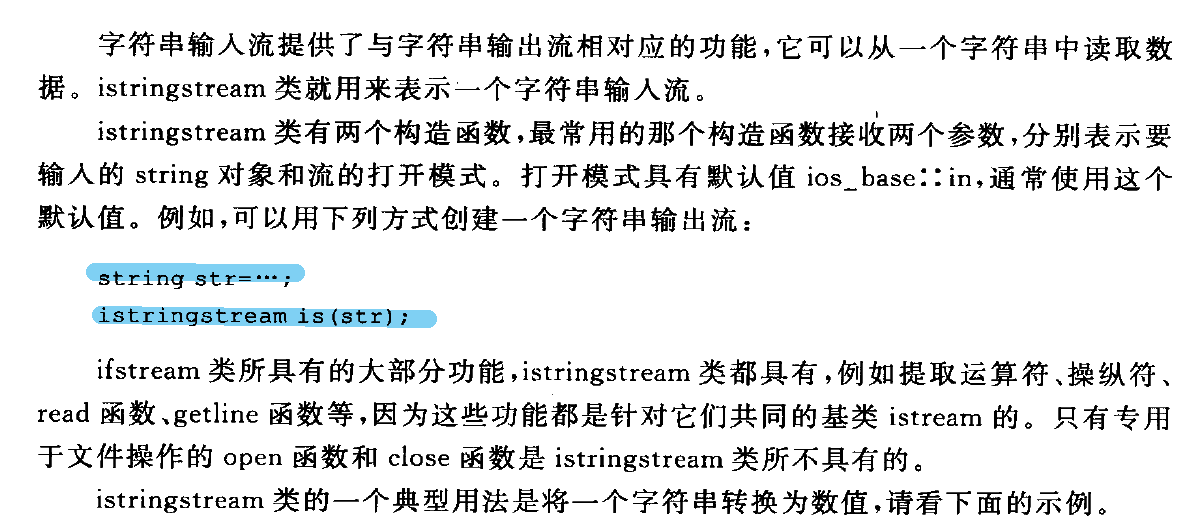 字符串输入流提供了与字符串输出流相对应的功能,它可以从一个字符串中读取数
据。istringstream 类就用来表示一个字符串输入流。
istringstream 类有两个构造函数,最常用的那个构造函数接收两个参数,分别表示要
输入的 string 对象和流的打开模式。打开模式具有默认值 ios_base::in,通常使用这个
默认值。例如,可以用下列方式创建一个字符串输出流:
string str=…;
istringstream is(str);
ifstream 类所具有的大部分功能,istringstream 类都具有,例如提取运算符、操纵符、
read 函数、getline 函数等,因为这些功能都是针对它们共同的基类 istream 的。只有专用
于文件操作的 open 函数和 close 函数是 istringstream 类所不具有的。
istringstream 类的一个典型用法是将一个字符串转换为数值,请看下面的示例。